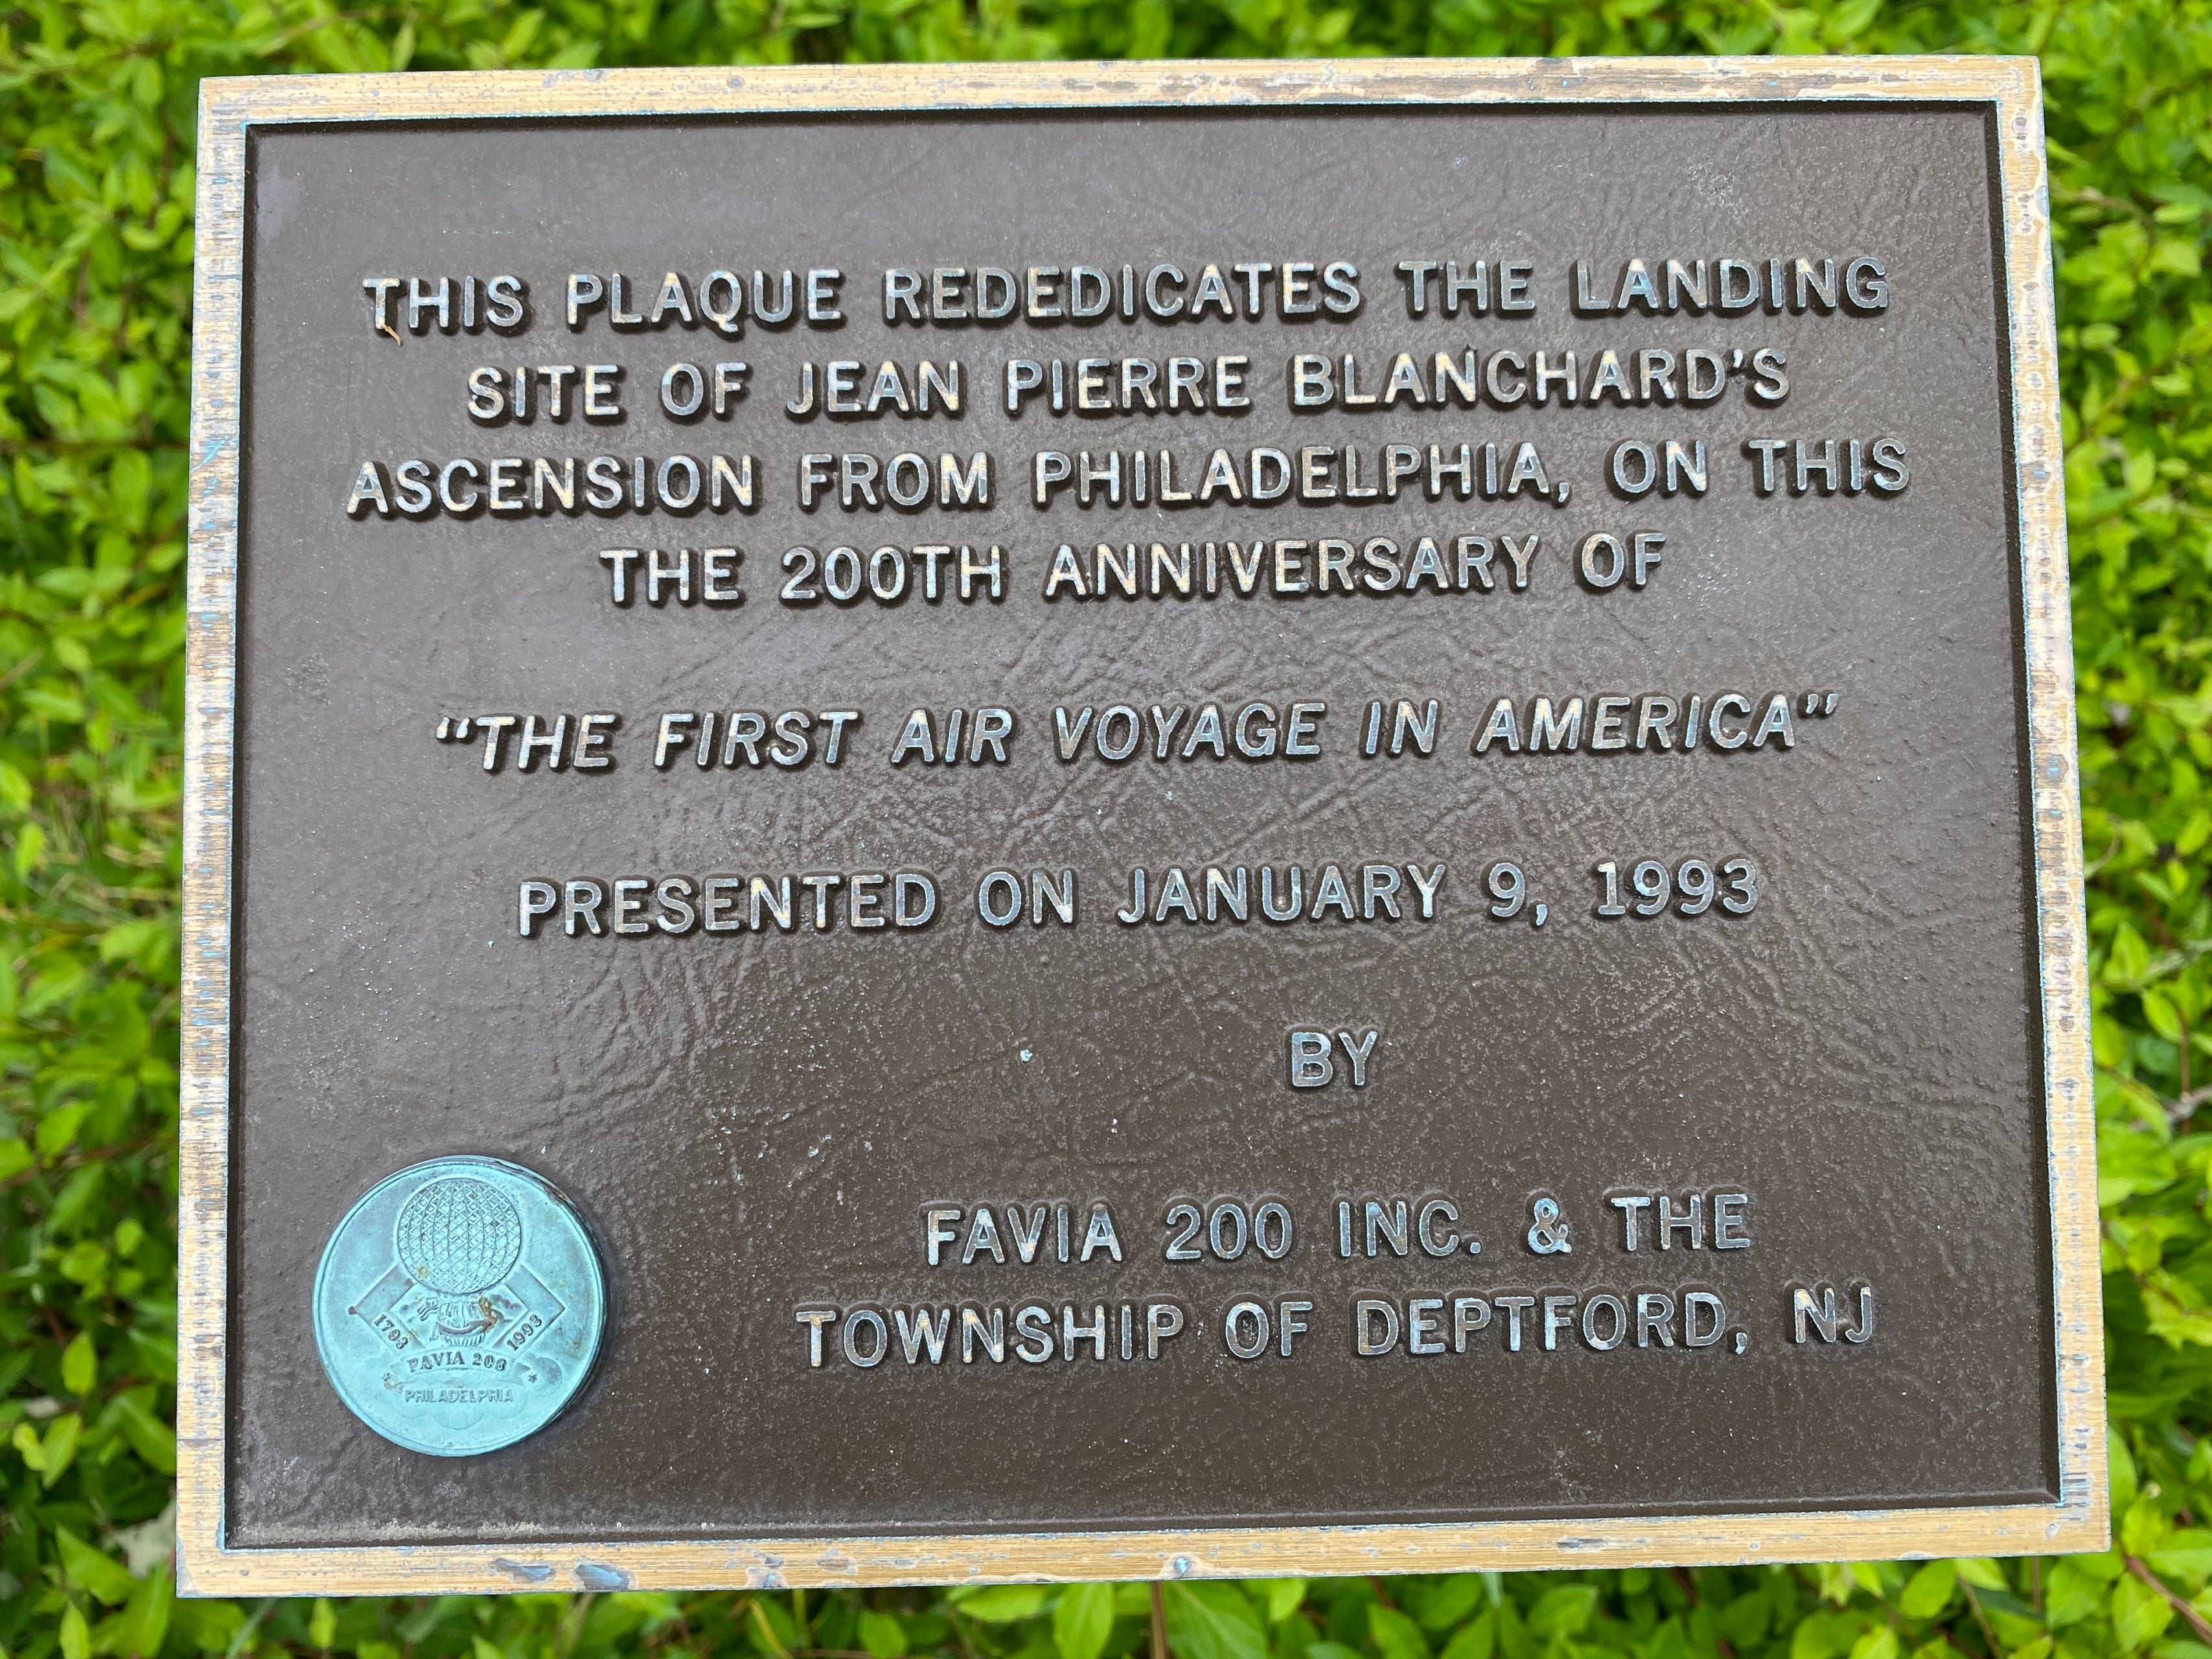 THIS PLAQUE REDEDICATES THE LANDING
SITE OF JEAN PIERRE BLANCHARD'S
ASCENSION FROM PHILADELPHIA, ON THIS
THE 200TH ANNIVERSARY OF
"THE FIRST AIR VOYAGE IN AMERICA"
PRESENTED ON JANUARY 9, 1993
BY
FAVIA 200 INC. & THE
TOWNSHIP OF DEPTFORD, NJ
1793 1993
FAVIA 200
PHILADELPHIA